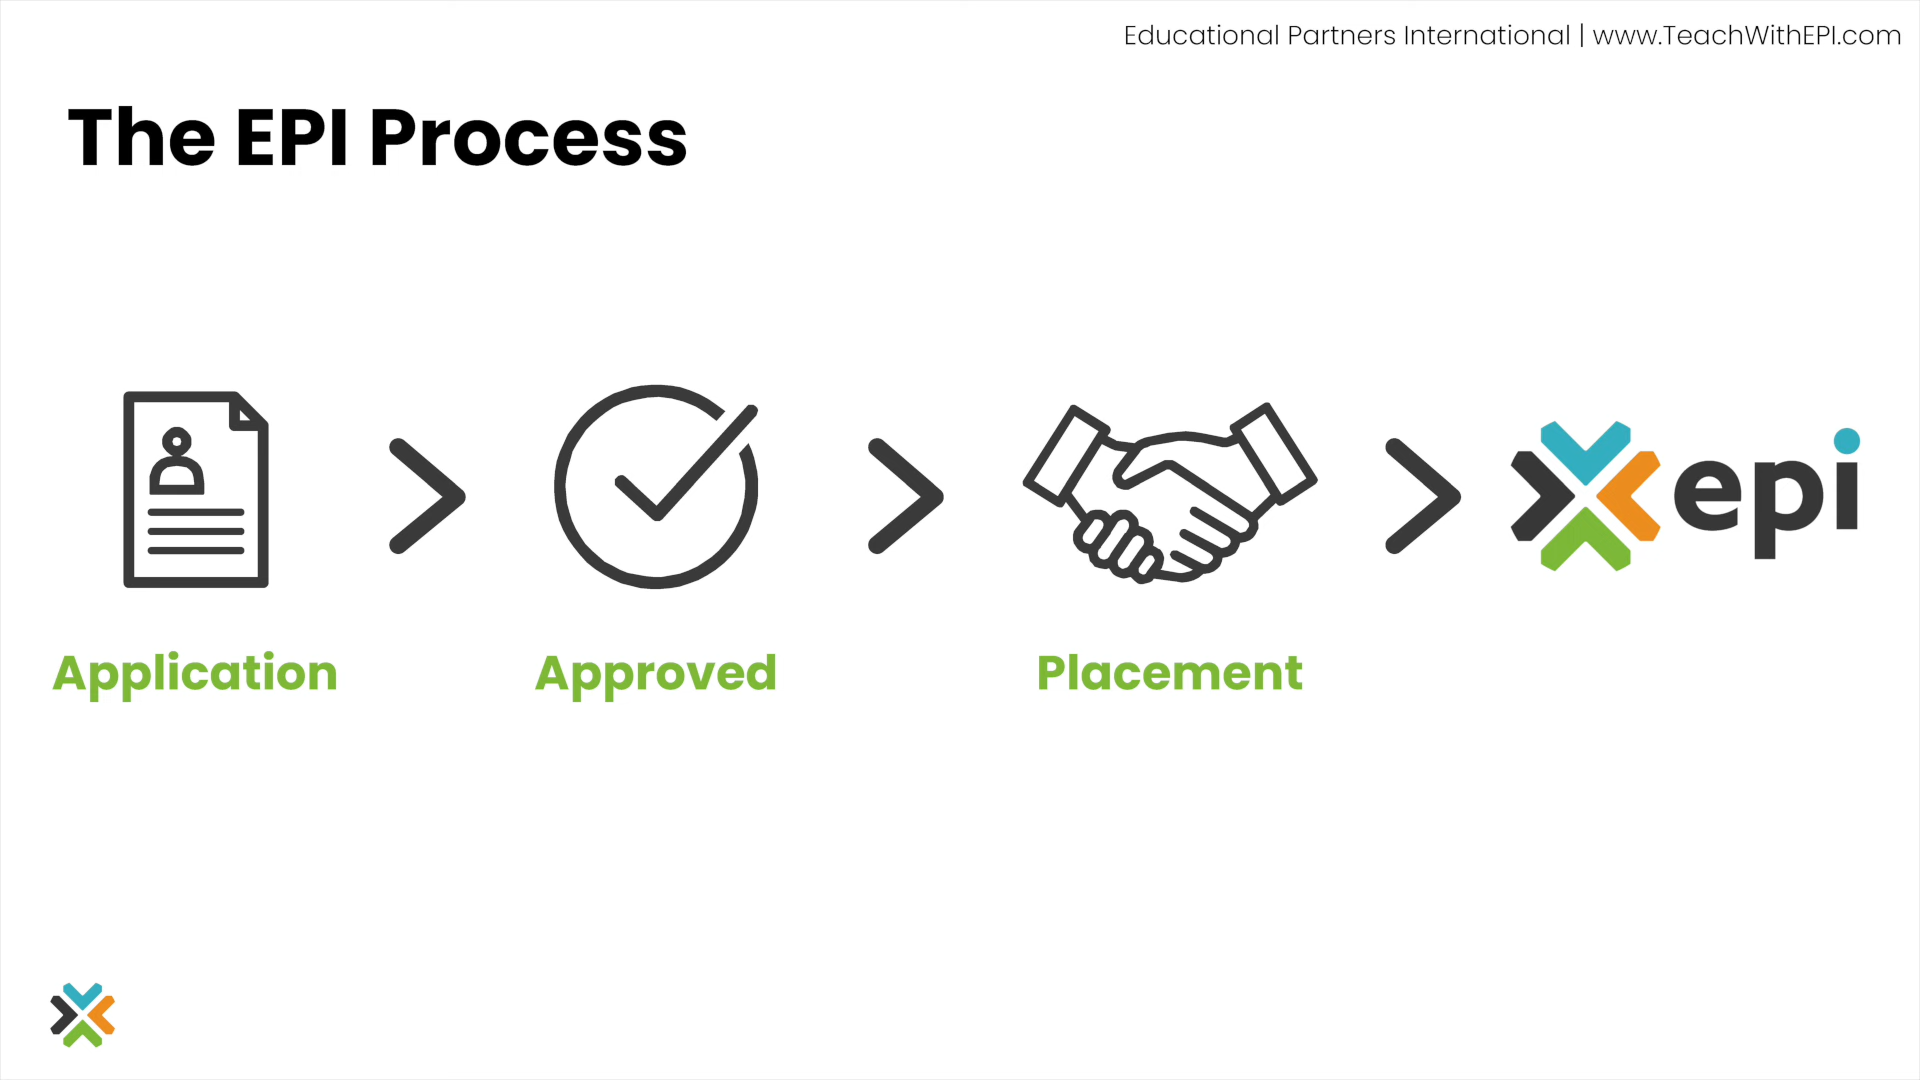 Educational Partners International | www.TeachWithEPI.com
The EPI Process
epi
Application
Approved
Placement